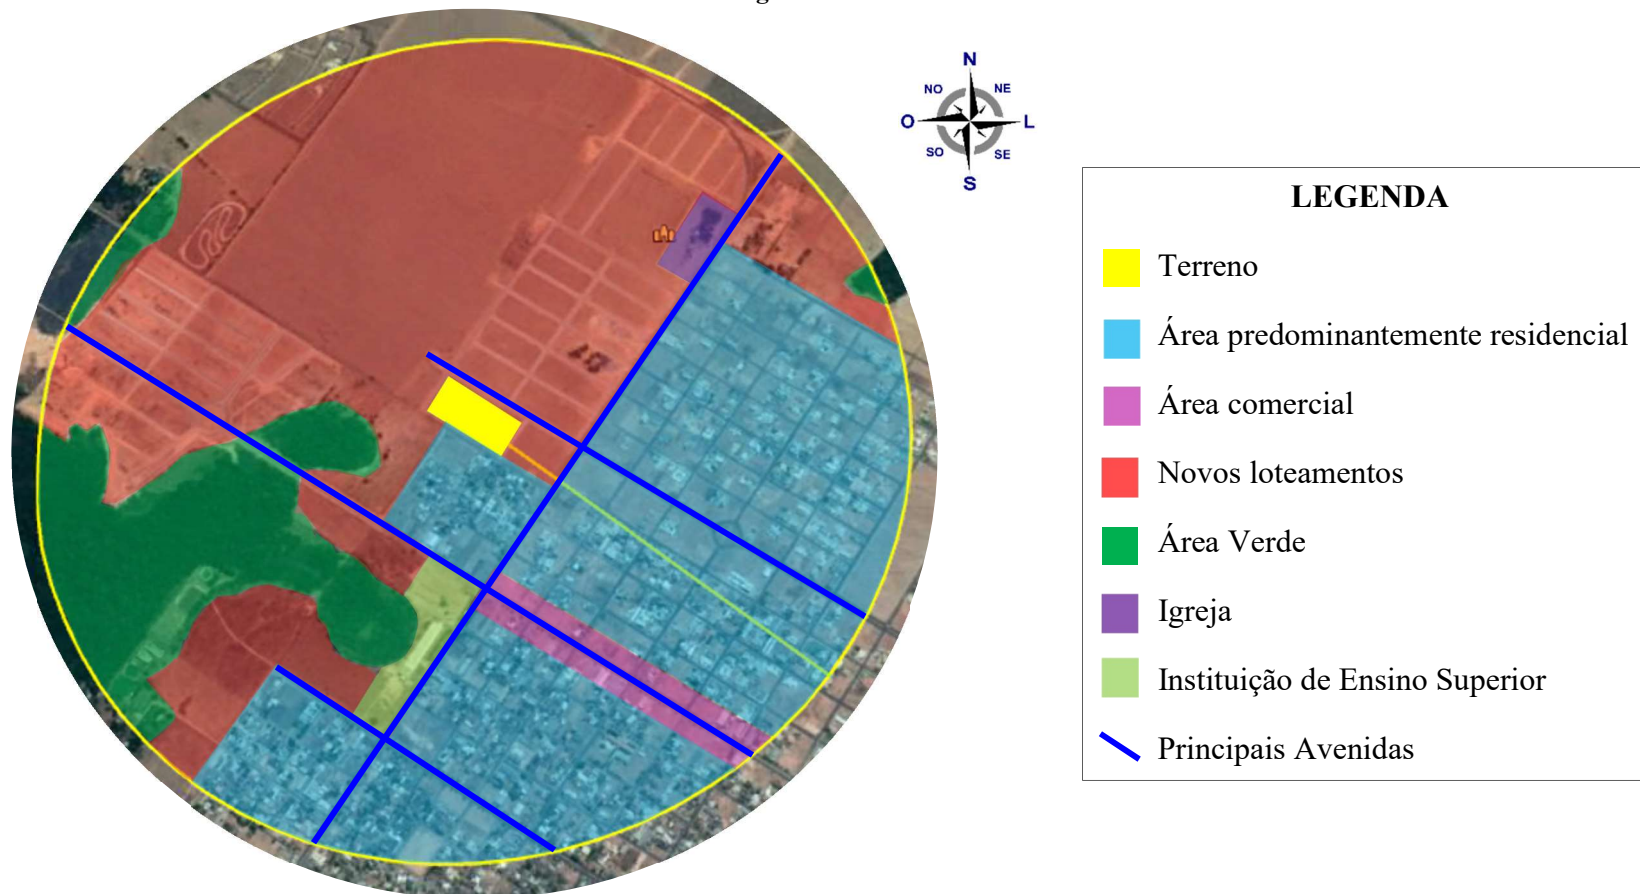 N
NO
NE
O
L
SO
SE
S
LEGENDA
Terreno
Área predominantemente residencial
Área comercial
Novos loteamentos
Área Verde
Igreja
Instituição de Ensino Superior
Principais Avenidas